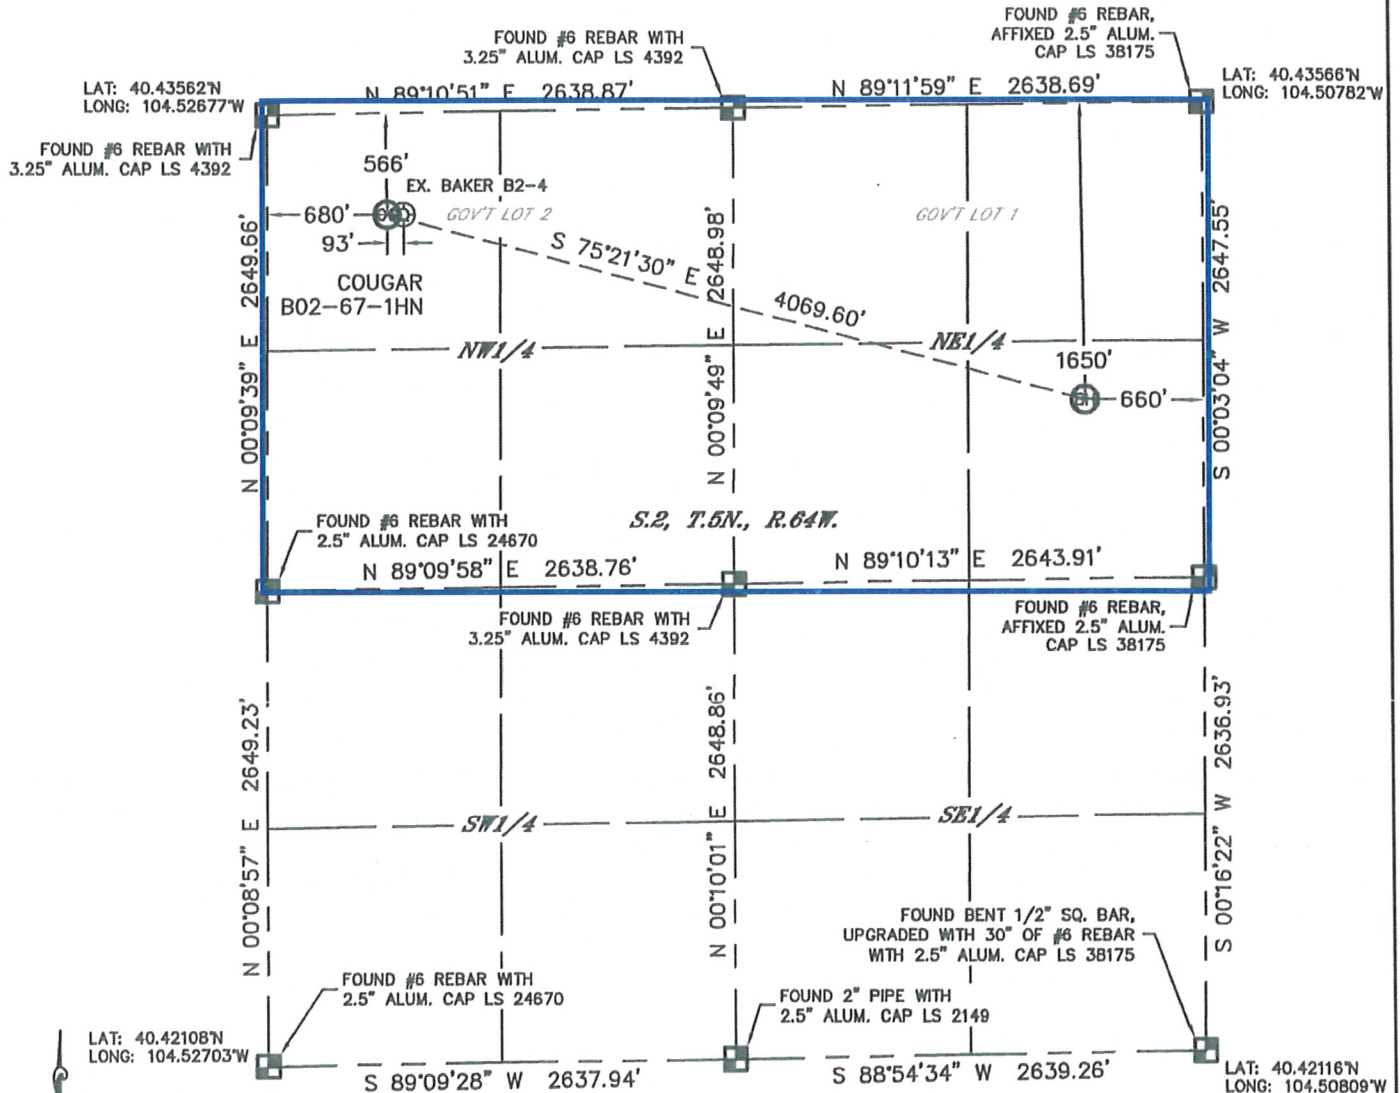 FOUND #6 REBAR WITH
3.25" ALUM. CAP LS 4392
FOUND #6 REBAR,
AFFIXED 2.5" ALUM.
CAP LS 38175
LAT: 40.43562°N
LONG: 104.52677°W
N 89°10'51" E 2638.87'
N 89°11'59" E 2638.69'
LAT: 40.43566°N
LONG: 104.50782°W
FOUND #6 REBAR WITH
3.25" ALUM. CAP LS 4392
566'
EX. BAKER B2-4
680'
GOV'T LOT 2
GOV'T LOT 1
93'
COUGAR
B02-67-1HN
S 75°21'30" E 4069.60'
N 00°09'39" E 2649.66'
N 00°09'49" E 2648.98'
S 00°03'04" W 2647.55'
NW1/4
NE1/4
1650'
BH
660'
S.2, T.5N., R.64W.
FOUND #6 REBAR WITH
2.5" ALUM. CAP LS 24670
N 89°09'58" E 2638.76'
N 89°10'13" E 2643.91'
FOUND #6 REBAR WITH
3.25" ALUM. CAP LS 4392
FOUND #6 REBAR,
AFFIXED 2.5" ALUM.
CAP LS 38175
N 00°08'57" E 2649.23'
N 00°10'01" E 2648.86'
S 00°16'22" W 2636.93'
SW1/4
SE1/4
FOUND BENT 1/2" SQ. BAR,
UPGRADED WITH 30" OF #6 REBAR
WITH 2.5" ALUM. CAP LS 38175
FOUND #6 REBAR WITH
2.5" ALUM. CAP LS 24670
FOUND 2" PIPE WITH
2.5" ALUM. CAP LS 2149
LAT: 40.42108°N
LONG: 104.52703°W
S 89°09'28" W 2637.94'
S 88°54'34" W 2639.26'
LAT: 40.42116°N
LONG: 104.50809°W